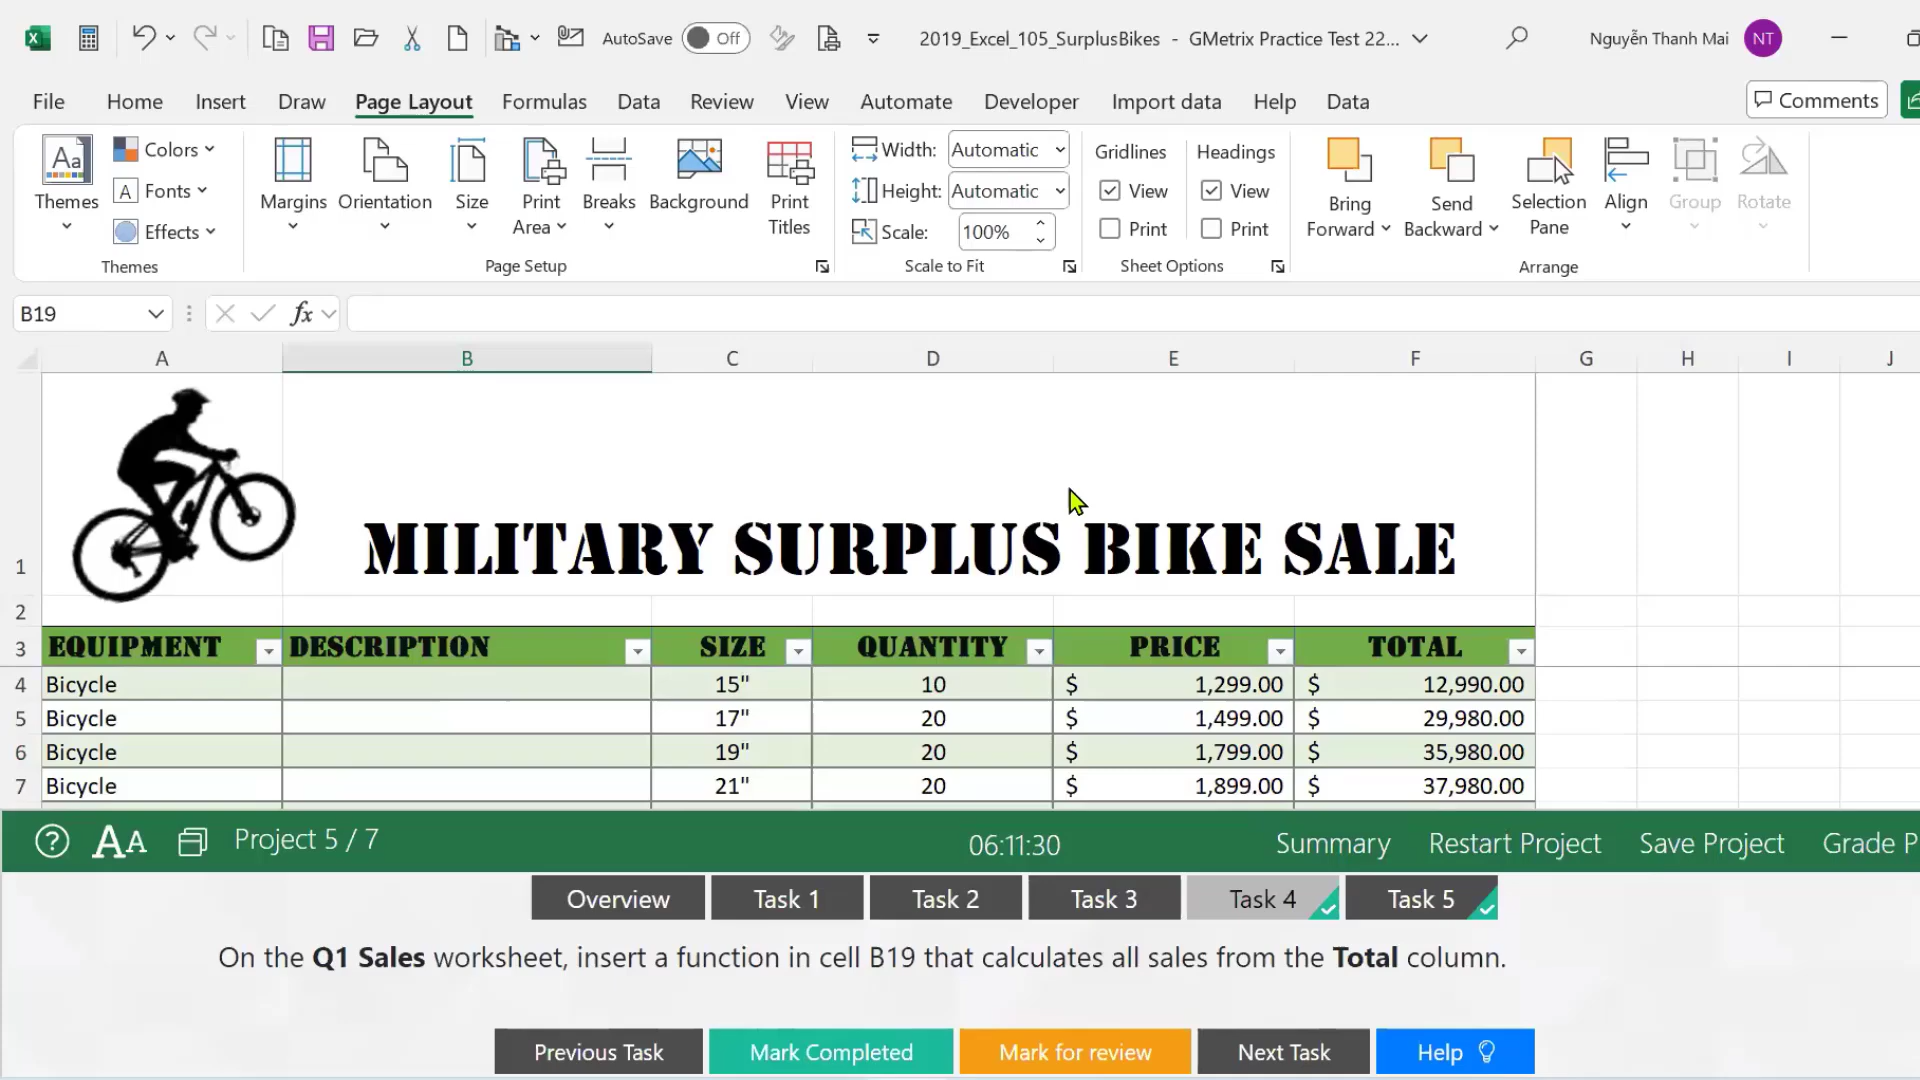 AutoSave Off 2019_Excel_105_SurplusBikes - GMetrix Practice Test 22... Nguyễn Thanh Mai NT
File Home Insert Draw Page Layout Formulas Data Review View Automate Developer Import data Help Data Comments
Aa Colors Width: Automatic Gridlines Headings
Fonts Height: Automatic View View
Themes Margins Orientation Size Print Area Breaks Background Print Titles Bring Forward Send Backward Selection Pane Align Group Rotate
Effects Scale: 100% Print Print
Themes Page Setup Scale to Fit Sheet Options Arrange
B19 fx
A B C D E F G H I J
1 MILITARY SURPLUS BIKE SALE
2
3 EQUIPMENT DESCRIPTION SIZE QUANTITY PRICE TOTAL
4 Bicycle 15" 10 $ 1,299.00 $ 12,990.00
5 Bicycle 17" 20 $ 1,499.00 $ 29,980.00
6 Bicycle 19" 20 $ 1,799.00 $ 35,980.00
7 Bicycle 21" 20 $ 1,899.00 $ 37,980.00
? AA Project 5 / 7 06:11:30 Summary Restart Project Save Project Grade P
Overview Task 1 Task 2 Task 3 Task 4 Task 5
On the Q1 Sales worksheet, insert a function in cell B19 that calculates all sales from the Total column.
Previous Task Mark Completed Mark for review Next Task Help